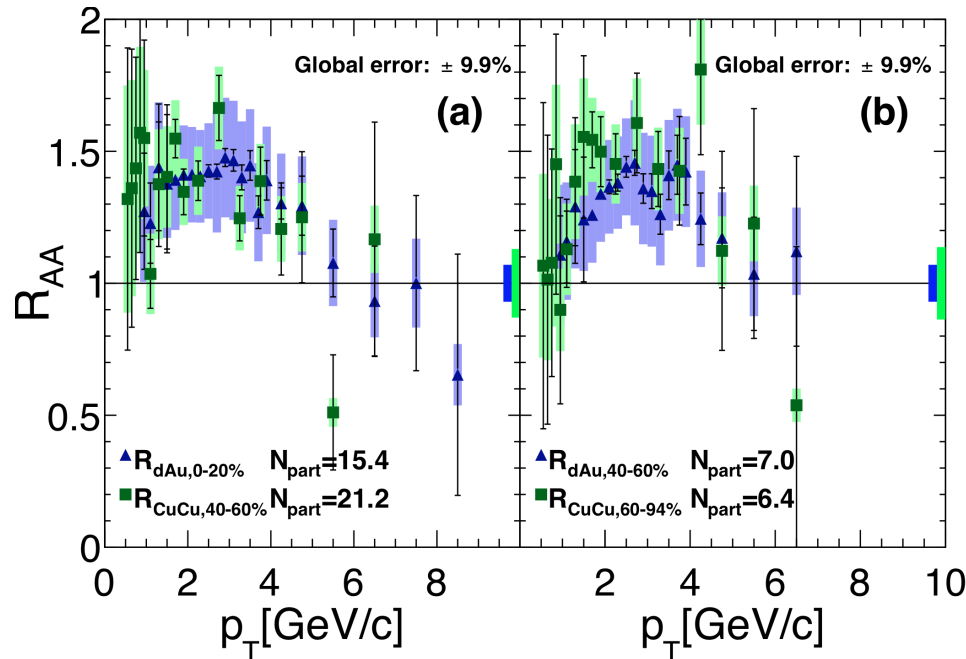 Global error: ± 9.9%
(a)
R_AA
2
1.5
1
0.5
0
R_dAu,0-20% N_part=15.4
R_CuCu,40-60% N_part=21.2
0 2 4 6 8
p_T[GeV/c]
Global error: ± 9.9%
(b)
R_dAu,40-60% N_part=7.0
R_CuCu,60-94% N_part=6.4
2 4 6 8 10
p_T[GeV/c]